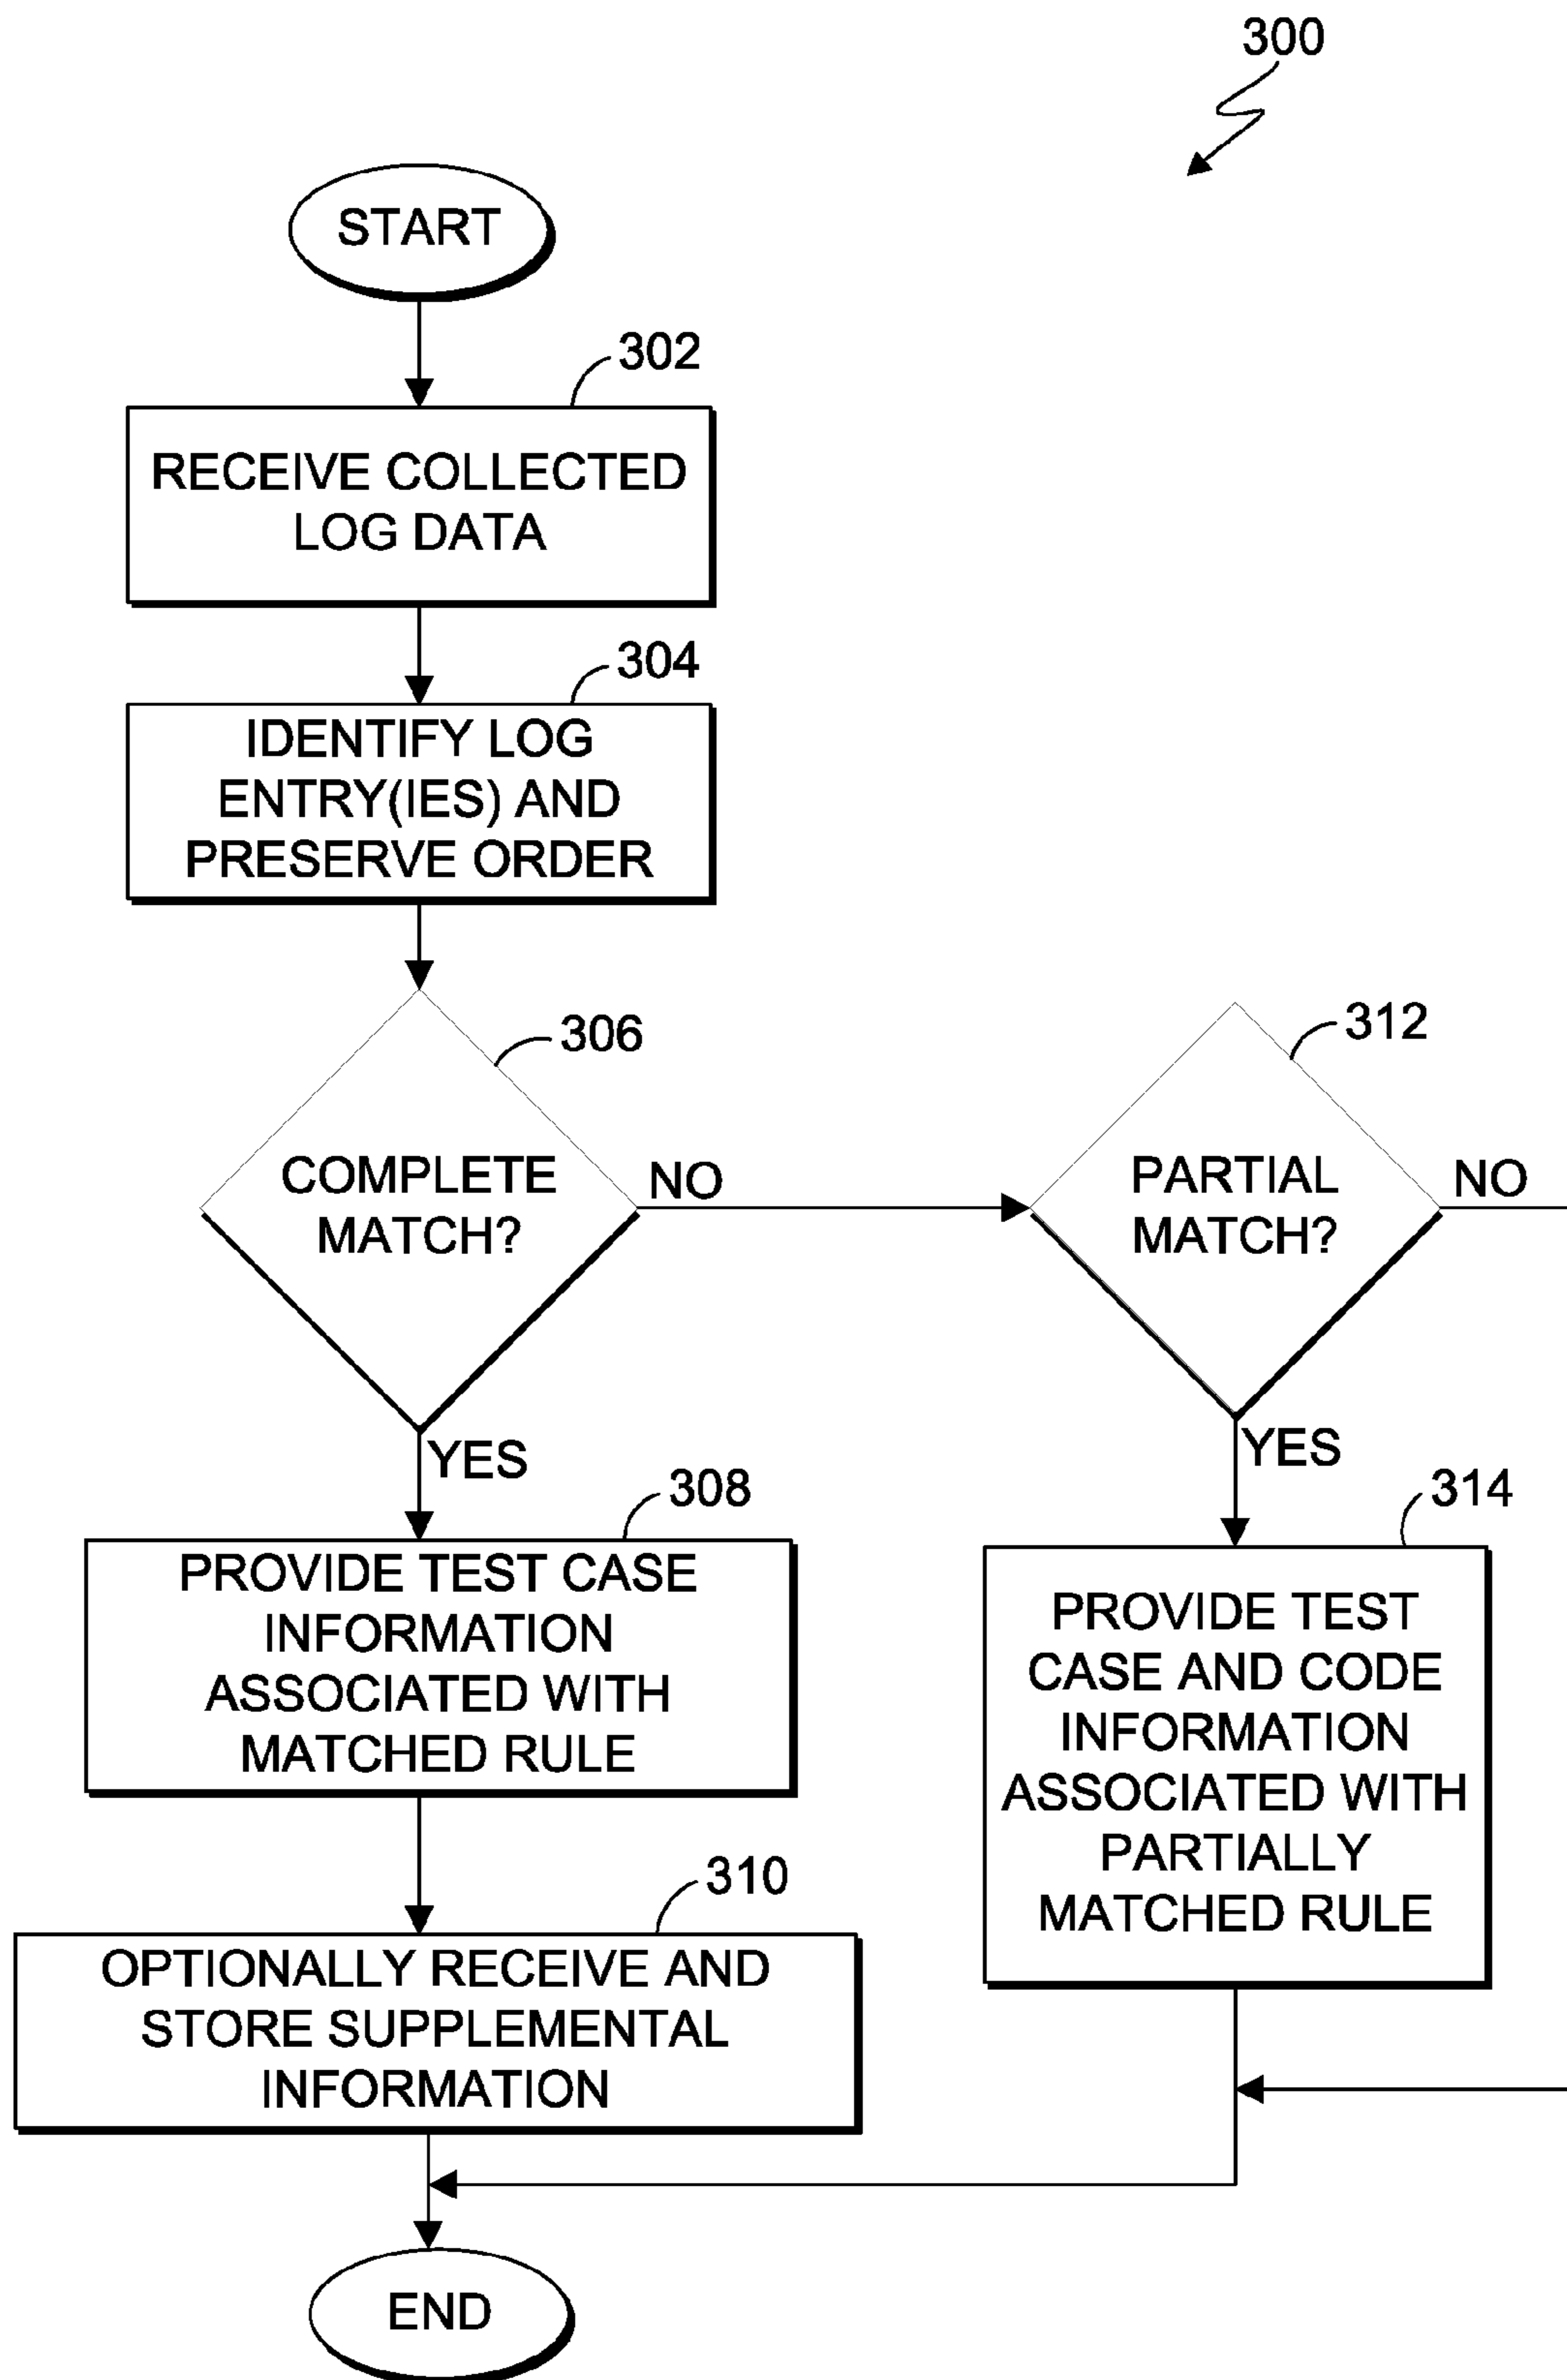 300
START
302
RECEIVE COLLECTED
LOG DATA
304
IDENTIFY LOG
ENTRY(IES) AND
PRESERVE ORDER
306
COMPLETE
MATCH?
NO
312
PARTIAL
MATCH?
NO
YES
308
PROVIDE TEST CASE
INFORMATION
ASSOCIATED WITH
MATCHED RULE
YES
314
PROVIDE TEST
CASE AND CODE
INFORMATION
ASSOCIATED WITH
PARTIALLY
MATCHED RULE
310
OPTIONALLY RECEIVE AND
STORE SUPPLEMENTAL
INFORMATION
END